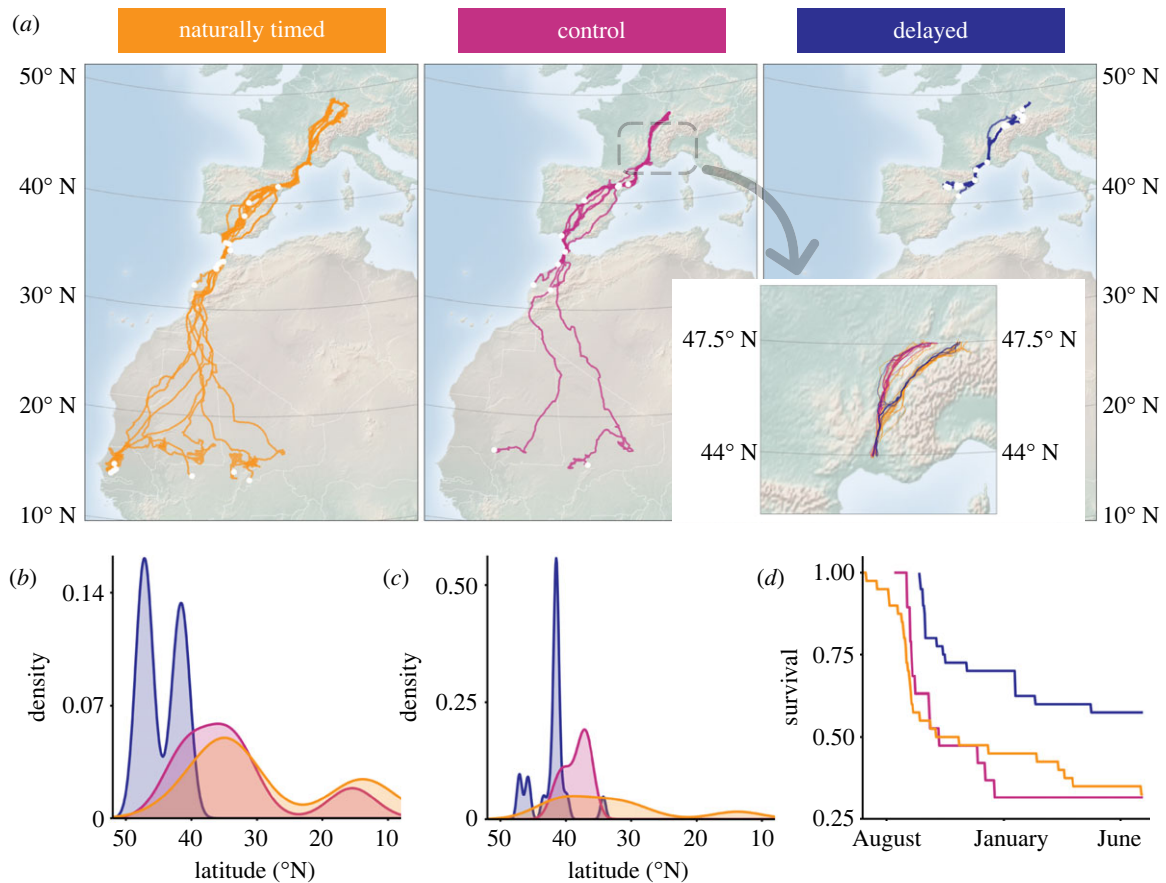 (a) naturally timed control delayed
50° N 50° N
40° N 40° N
30° N 30° N
47.5° N 47.5° N
20° N 20° N
44° N 44° N
10° N 10° N
(b) (c) (d)
0.14
0.07
0
density
50 40 30 20 10
latitude (°N)
0.50
0.25
0
density
50 40 30 20 10
latitude (°N)
1.00
0.75
0.50
0.25
survival
August January June